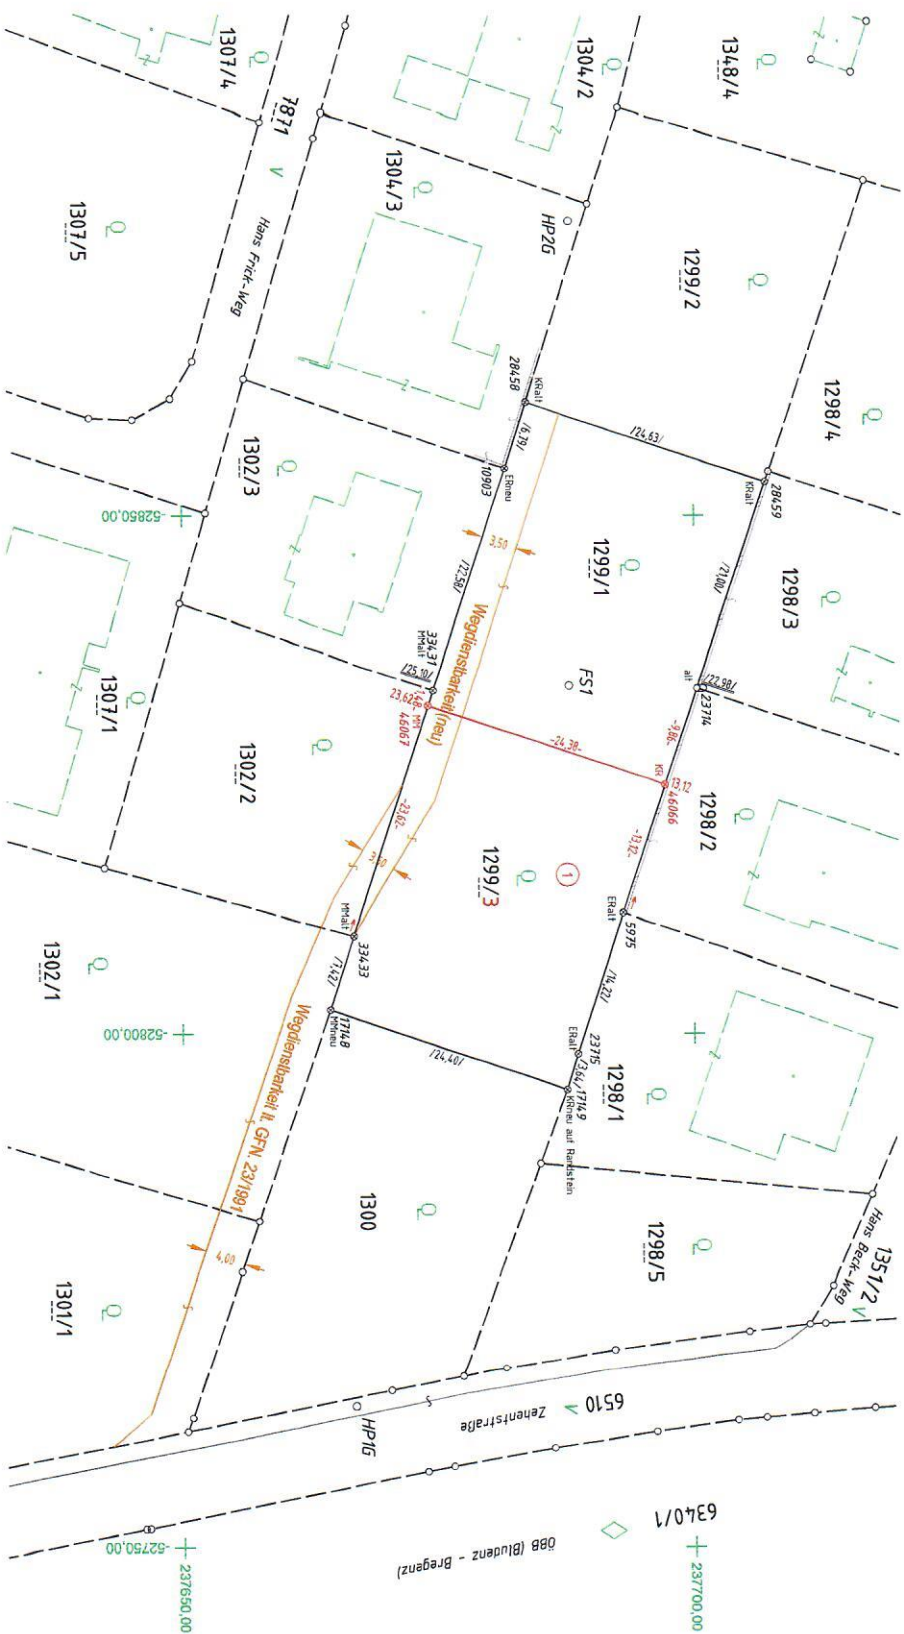 1348/4
1298/4
28459
KRalt
1298/3
/21,00/
alt
/22,98/
23714
-9,86-
KR
13,12
46066
1298/2
-13,12-
ERalt
5975
/14,22/
23715
ERalt
/3,64/
17149
KRneu auf Randstein
1298/1
1298/5
1351/2
Hans Beck-Weg
6340/1
237700,00
1304/2
HP2G
1299/2
/24,63/
1299/1
FS1
-24,38-
1
1299/3
/24,40/
1300
6510
Zehentstraße
ÖBB (Bludenz - Bregenz)
1307/4
7871
Hans Frick-Weg
1304/3
28458
KRalt
/6,79/
10903
ERneu
3,50
/22,58/
Wegdienstbarkeit(neu)
33431
MMalt
/25,10/
1,48
MM
23,62
46067
-23,62-
3,50
MMalt
33433
/7,42/
17148
MMneu
Wegdienstbarkeit lt. GFN. 23/1991
4,00
HP1G
1307/5
1302/3
-52850,00
1307/1
1302/2
1302/1
-52800,00
1301/1
-52750,00
237650,00